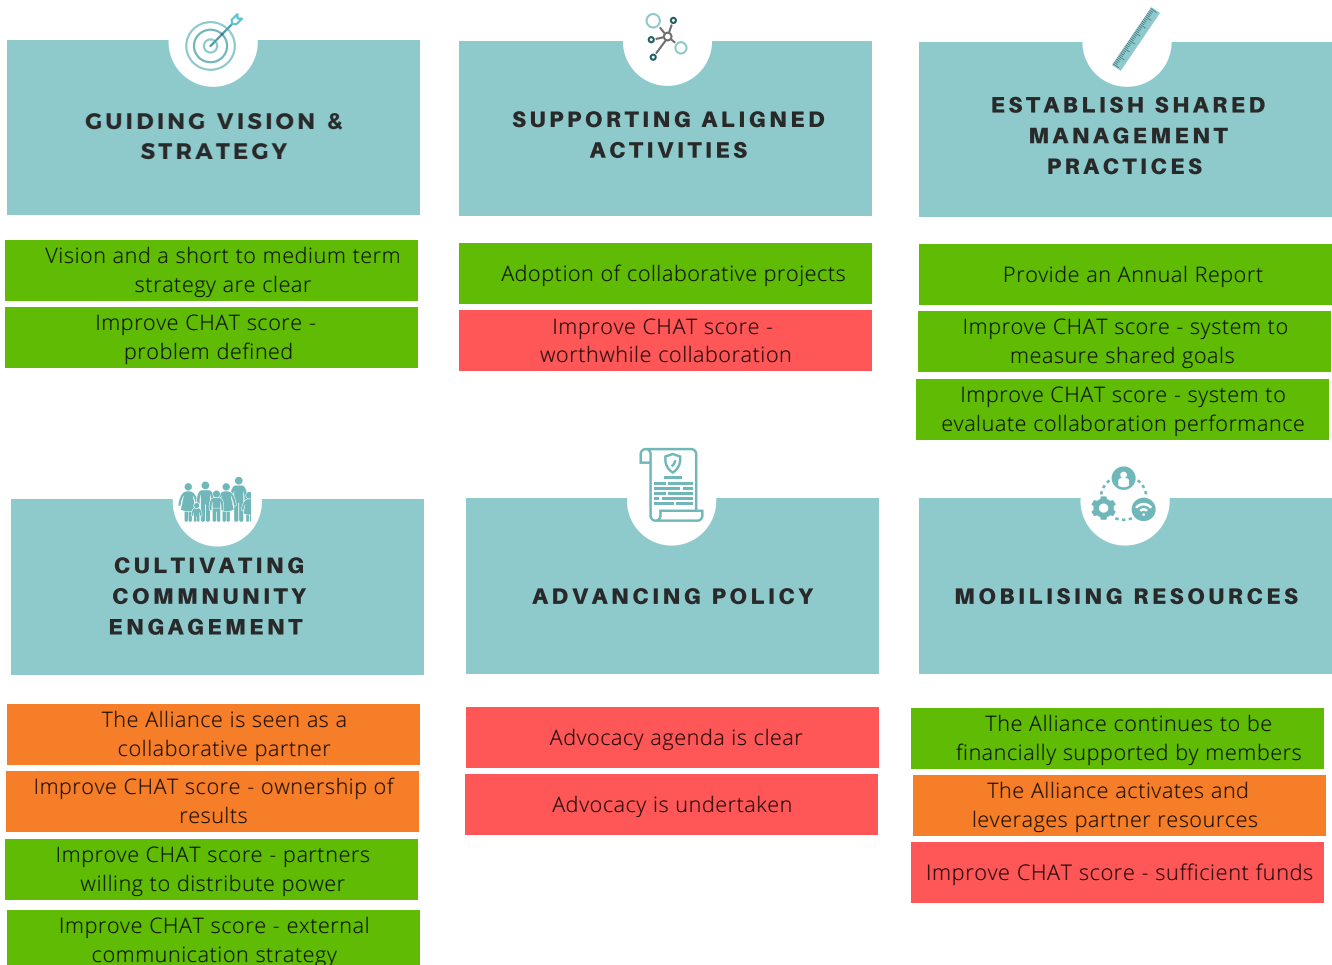 GUIDING VISION &
STRATEGY
Vision and a short to medium term
strategy are clear
Improve CHAT score -
problem defined
SUPPORTING ALIGNED
ACTIVITIES
Adoption of collaborative projects
Improve CHAT score -
worthwhile collaboration
ESTABLISH SHARED
MANAGEMENT
PRACTICES
Provide an Annual Report
Improve CHAT score - system to
measure shared goals
Improve CHAT score - system to
evaluate collaboration performance
CULTIVATING
COMMNUNITY
ENGAGEMENT
The Alliance is seen as a
collaborative partner
Improve CHAT score - ownership of
results
Improve CHAT score - partners
willing to distribute power
Improve CHAT score - external
communication strategy
ADVANCING POLICY
Advocacy agenda is clear
Advocacy is undertaken
MOBILISING RESOURCES
The Alliance continues to be
financially supported by members
The Alliance activates and
leverages partner resources
Improve CHAT score - sufficient funds